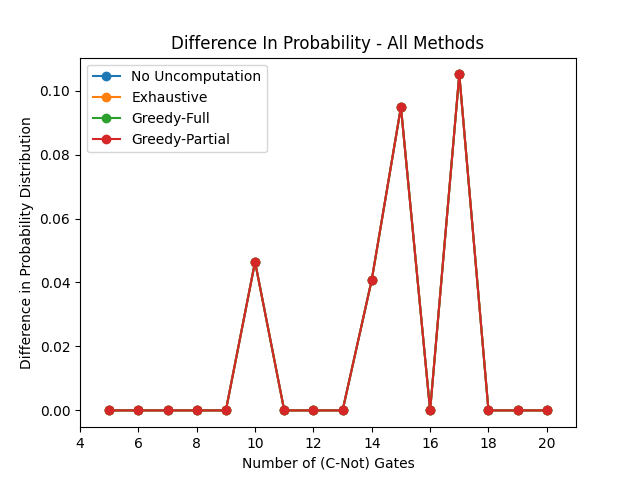 Difference In Probability - All Methods
No Uncomputation
Exhaustive
Greedy-Full
Greedy-Partial
Difference in Probability Distribution
0.10
0.08
0.06
0.04
0.02
0.00
4 6 8 10 12 14 16 18 20
Number of (C-Not) Gates